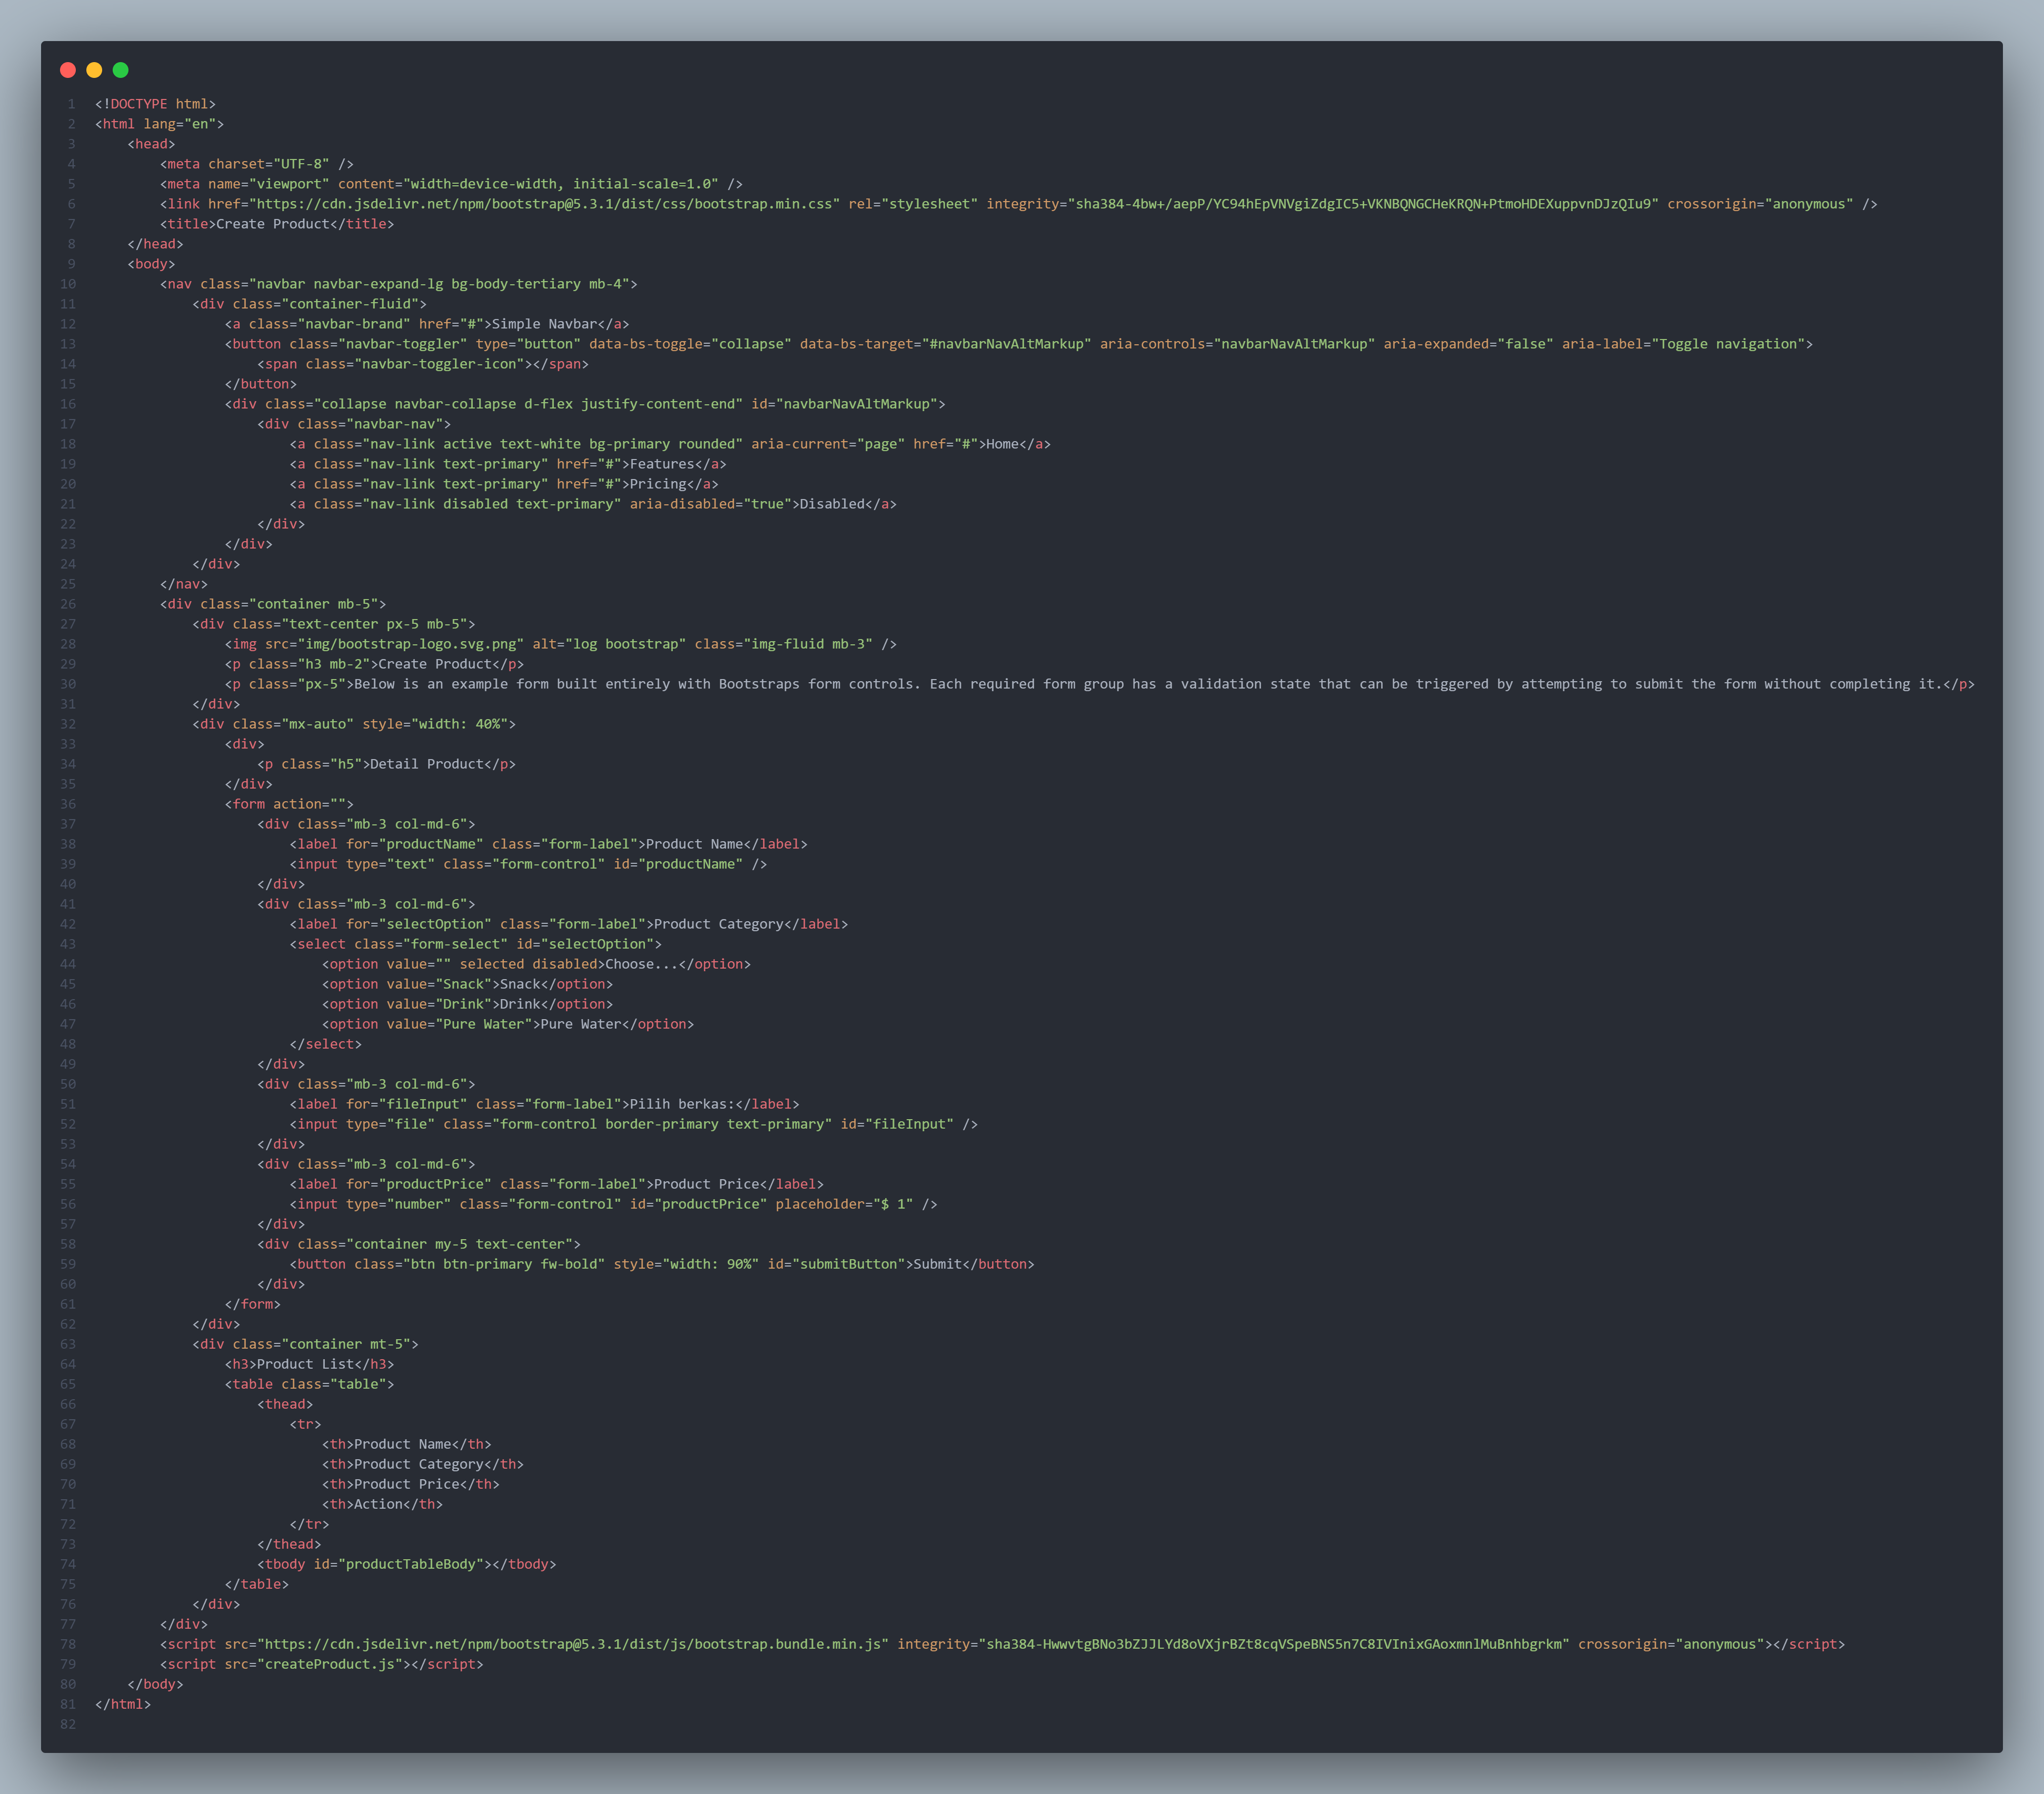 1 <!DOCTYPE html>
2 <html lang="en">
3     <head>
4         <meta charset="UTF-8" />
5         <meta name="viewport" content="width=device-width, initial-scale=1.0" />
6         <link href="https://cdn.jsdelivr.net/npm/bootstrap@5.3.1/dist/css/bootstrap.min.css" rel="stylesheet" integrity="sha384-4bw+/aepP/YC94hEpVNVgiZdgIC5+VKNBQNGCHeKRQN+PtmoHDEXuppvnDJzQIu9" crossorigin="anonymous" />
7         <title>Create Product</title>
8     </head>
9     <body>
10         <nav class="navbar navbar-expand-lg bg-body-tertiary mb-4">
11             <div class="container-fluid">
12                 <a class="navbar-brand" href="#">Simple Navbar</a>
13                 <button class="navbar-toggler" type="button" data-bs-toggle="collapse" data-bs-target="#navbarNavAltMarkup" aria-controls="navbarNavAltMarkup" aria-expanded="false" aria-label="Toggle navigation">
14                     <span class="navbar-toggler-icon"></span>
15                 </button>
16                 <div class="collapse navbar-collapse d-flex justify-content-end" id="navbarNavAltMarkup">
17                     <div class="navbar-nav">
18                         <a class="nav-link active text-white bg-primary rounded" aria-current="page" href="#">Home</a>
19                         <a class="nav-link text-primary" href="#">Features</a>
20                         <a class="nav-link text-primary" href="#">Pricing</a>
21                         <a class="nav-link disabled text-primary" aria-disabled="true">Disabled</a>
22                     </div>
23                 </div>
24             </div>
25         </nav>
26         <div class="container mb-5">
27             <div class="text-center px-5 mb-5">
28                 <img src="img/bootstrap-logo.svg.png" alt="log bootstrap" class="img-fluid mb-3" />
29                 <p class="h3 mb-2">Create Product</p>
30                 <p class="px-5">Below is an example form built entirely with Bootstraps form controls. Each required form group has a validation state that can be triggered by attempting to submit the form without completing it.</p>
31             </div>
32             <div class="mx-auto" style="width: 40%">
33                 <div>
34                     <p class="h5">Detail Product</p>
35                 </div>
36                 <form action="">
37                     <div class="mb-3 col-md-6">
38                         <label for="productName" class="form-label">Product Name</label>
39                         <input type="text" class="form-control" id="productName" />
40                     </div>
41                     <div class="mb-3 col-md-6">
42                         <label for="selectOption" class="form-label">Product Category</label>
43                         <select class="form-select" id="selectOption">
44                             <option value="" selected disabled>Choose...</option>
45                             <option value="Snack">Snack</option>
46                             <option value="Drink">Drink</option>
47                             <option value="Pure Water">Pure Water</option>
48                         </select>
49                     </div>
50                     <div class="mb-3 col-md-6">
51                         <label for="fileInput" class="form-label">Pilih berkas:</label>
52                         <input type="file" class="form-control border-primary text-primary" id="fileInput" />
53                     </div>
54                     <div class="mb-3 col-md-6">
55                         <label for="productPrice" class="form-label">Product Price</label>
56                         <input type="number" class="form-control" id="productPrice" placeholder="$ 1" />
57                     </div>
58                     <div class="container my-5 text-center">
59                         <button class="btn btn-primary fw-bold" style="width: 90%" id="submitButton">Submit</button>
60                     </div>
61                 </form>
62             </div>
63             <div class="container mt-5">
64                 <h3>Product List</h3>
65                 <table class="table">
66                     <thead>
67                         <tr>
68                             <th>Product Name</th>
69                             <th>Product Category</th>
70                             <th>Product Price</th>
71                             <th>Action</th>
72                         </tr>
73                     </thead>
74                     <tbody id="productTableBody"></tbody>
75                 </table>
76             </div>
77         </div>
78         <script src="https://cdn.jsdelivr.net/npm/bootstrap@5.3.1/dist/js/bootstrap.bundle.min.js" integrity="sha384-HwwvtgBNo3bZJJLYd8oVXjrBZt8cqVSpeBNS5n7C8IVInixGAoxmnlMuBnhbgrkm" crossorigin="anonymous"></script>
79         <script src="createProduct.js"></script>
80     </body>
81 </html>
82